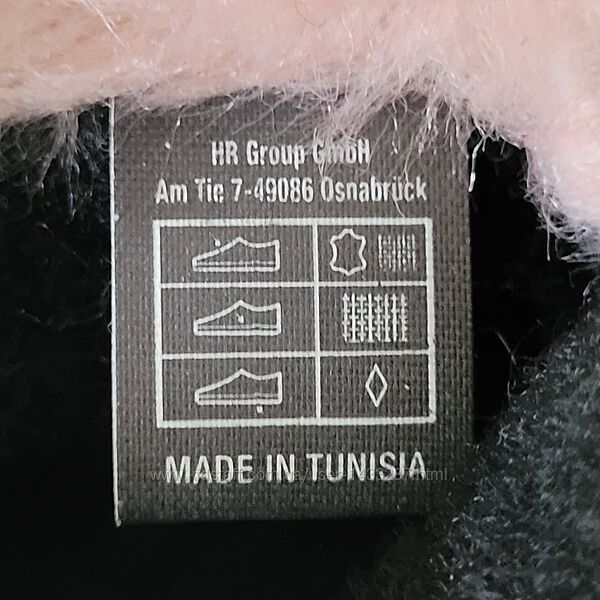 HR Group GmbH
Am Tie 7-49086 Osnabrück
MADE IN TUNISIA